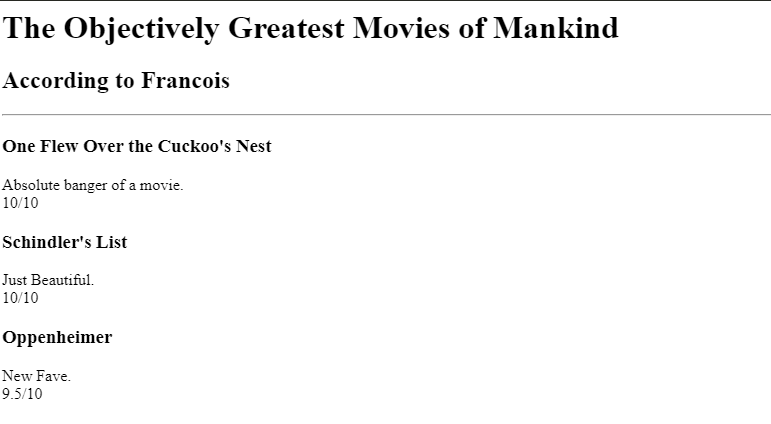 The Objectively Greatest Movies of Mankind
According to Francois
One Flew Over the Cuckoo's Nest
Absolute banger of a movie.
10/10
Schindler's List
Just Beautiful.
10/10
Oppenheimer
New Fave.
9.5/10